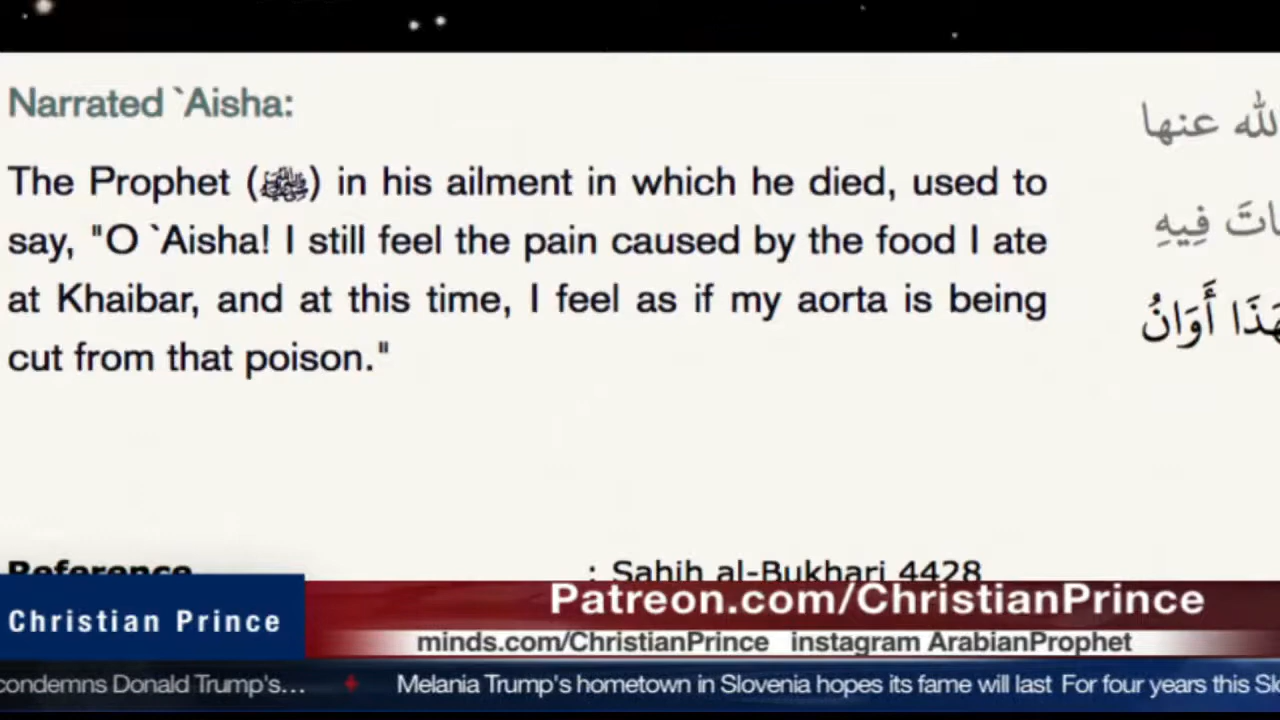 Narrated `Aisha:
The Prophet (ﷺ) in his ailment in which he died, used to
say, "O `Aisha! I still feel the pain caused by the food I ate
at Khaibar, and at this time, I feel as if my aorta is being
cut from that poison."
لله عنها
فِيهِ
أَوَانُ
Reference : Sahih al-Bukhari 4428
Christian Prince
Patreon.com/ChristianPrince
minds.com/ChristianPrince instagram ArabianProphet
condemns Donald Trump's... Melania Trump's hometown in Slovenia hopes its fame will last For four years this Slo